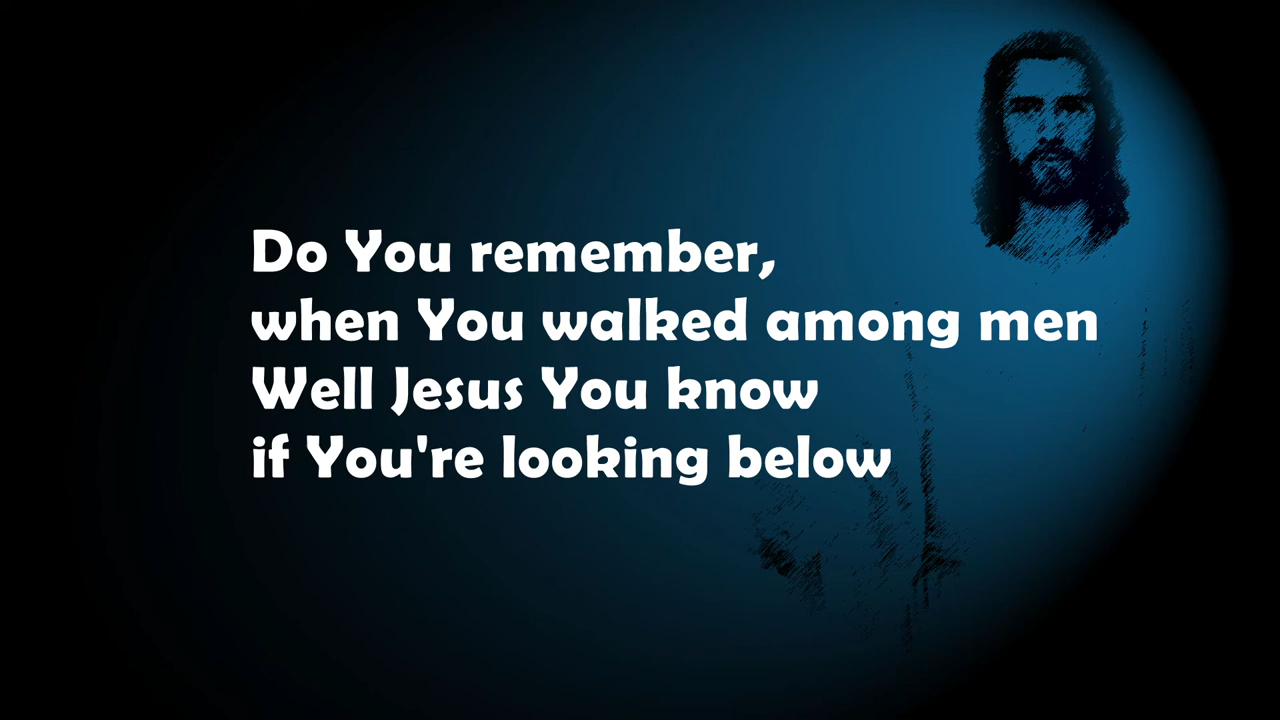 Do You remember,
when You walked among men
Well Jesus You know
if You're looking below